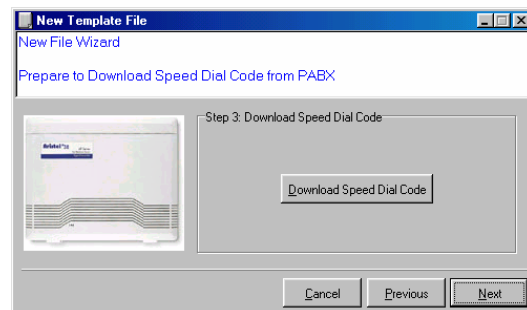 New Template File
New File Wizard
Prepare to Download Speed Dial Code from PABX
Step 3: Download Speed Dial Code
Aristel
Download Speed Dial Code
Cancel
Previous
Next